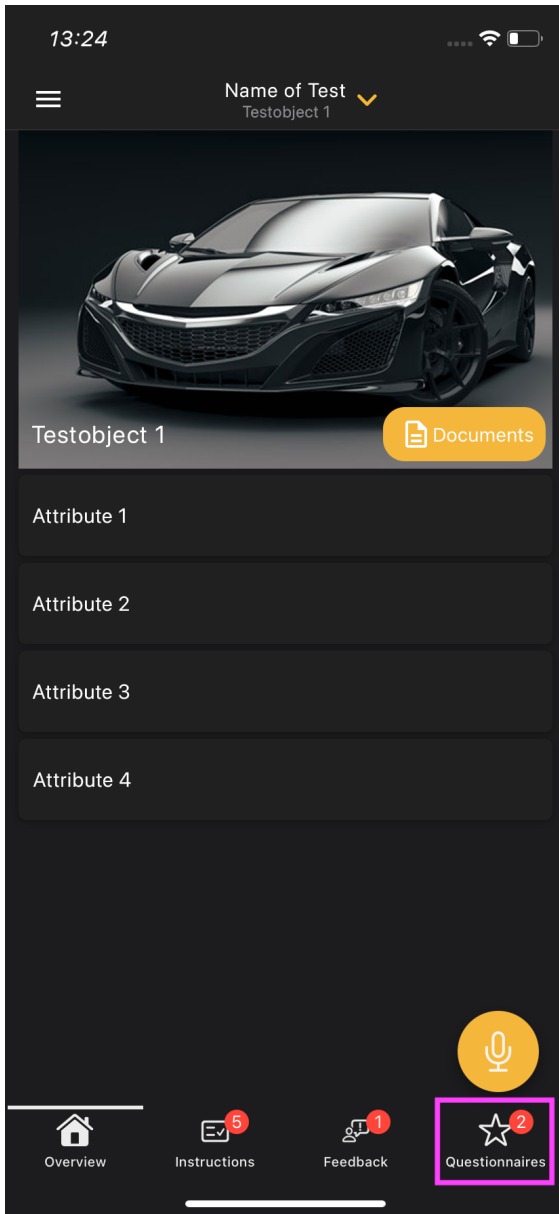 13:24
Name of Test
Testobject 1
Testobject 1
Documents
Attribute 1
Attribute 2
Attribute 3
Attribute 4
5
1
2
Overview
Instructions
Feedback
Questionnaires